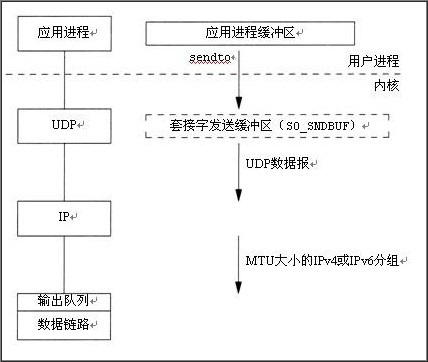 应用进程
应用进程缓冲区
sendto
用户进程
内核
UDP
套接字发送缓冲区（SO_SNDBUF）
UDP数据报
IP
MTU大小的IPv4或IPv6分组
输出队列
数据链路